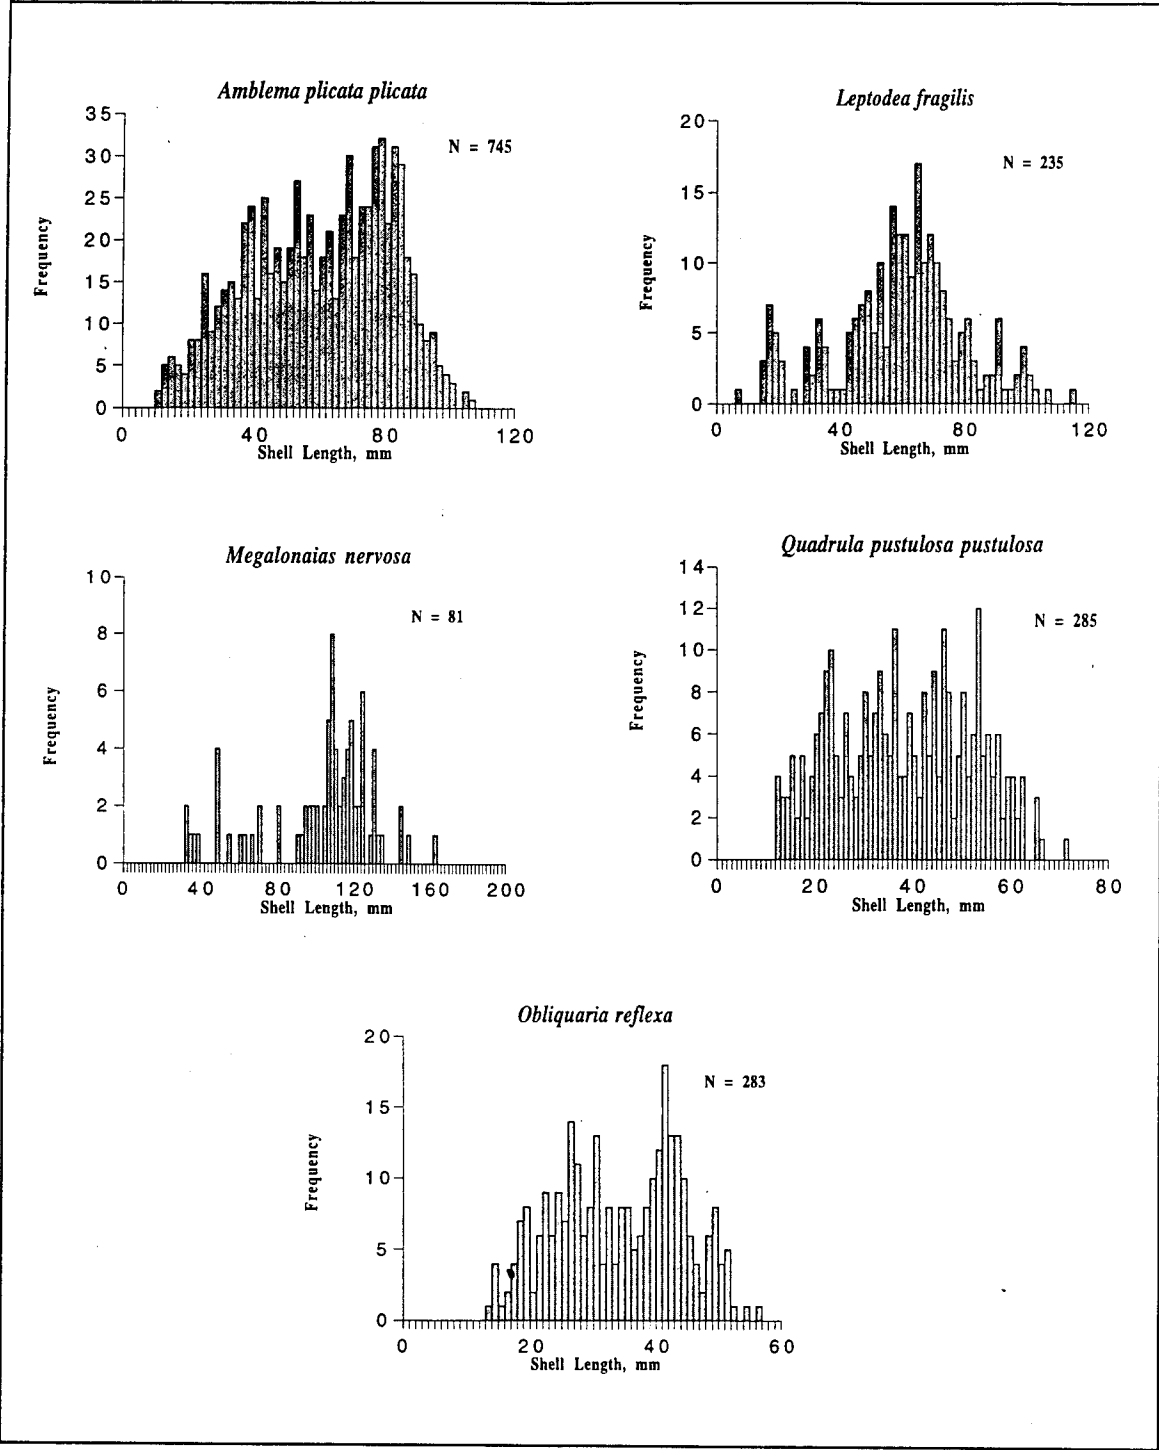 Amblema plicata plicata
35
30
25
20
15
10
5
0
Frequency
N = 745
0 40 80 120
Shell Length, mm
Leptodea fragilis
20
15
10
5
0
Frequency
N = 235
0 40 80 120
Shell Length, mm
Megalonaias nervosa
10
8
6
4
2
0
Frequency
N = 81
0 40 80 120 160 200
Shell Length, mm
Quadrula pustulosa pustulosa
14
12
10
8
6
4
2
0
Frequency
N = 285
0 20 40 60 80
Shell Length, mm
Obliquaria reflexa
20
15
10
5
0
Frequency
N = 283
0 20 40 60
Shell Length, mm